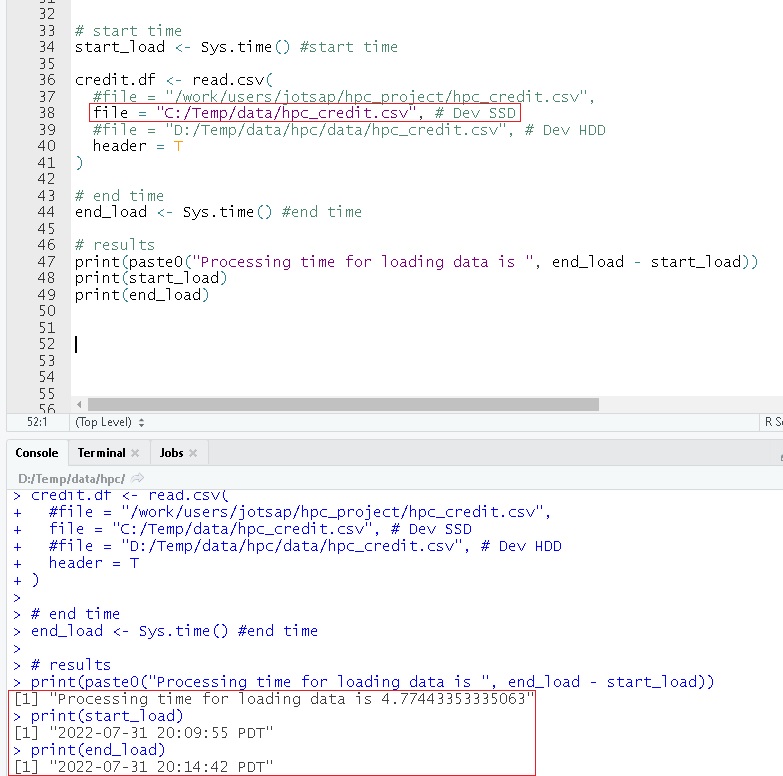 32
33 # start time
34 start_load <- Sys.time() #start time
35
36 credit.df <- read.csv(
37 #file = "/work/users/jotsap/hpc_project/hpc_credit.csv",
38 file = "C:/Temp/data/hpc_credit.csv", # Dev SSD
39 #file = "D:/Temp/data/hpc/data/hpc_credit.csv", # Dev HDD
40 header = T
41 )
42
43 # end time
44 end_load <- Sys.time() #end time
45
46 # results
47 print(paste0("Processing time for loading data is ", end_load - start_load))
48 print(start_load)
49 print(end_load)
50
51
52
53
54
55
56
52:1 (Top Level) R S
Console Terminal Jobs
D:/Temp/data/hpc/
> credit.df <- read.csv(
+ #file = "/work/users/jotsap/hpc_project/hpc_credit.csv",
+ file = "C:/Temp/data/hpc_credit.csv", # Dev SSD
+ #file = "D:/Temp/data/hpc/data/hpc_credit.csv", # Dev HDD
+ header = T
+ )
>
> # end time
> end_load <- Sys.time() #end time
>
> # results
> print(paste0("Processing time for loading data is ", end_load - start_load))
[1] "Processing time for loading data is 4.77443353335063"
> print(start_load)
[1] "2022-07-31 20:09:55 PDT"
> print(end_load)
[1] "2022-07-31 20:14:42 PDT"